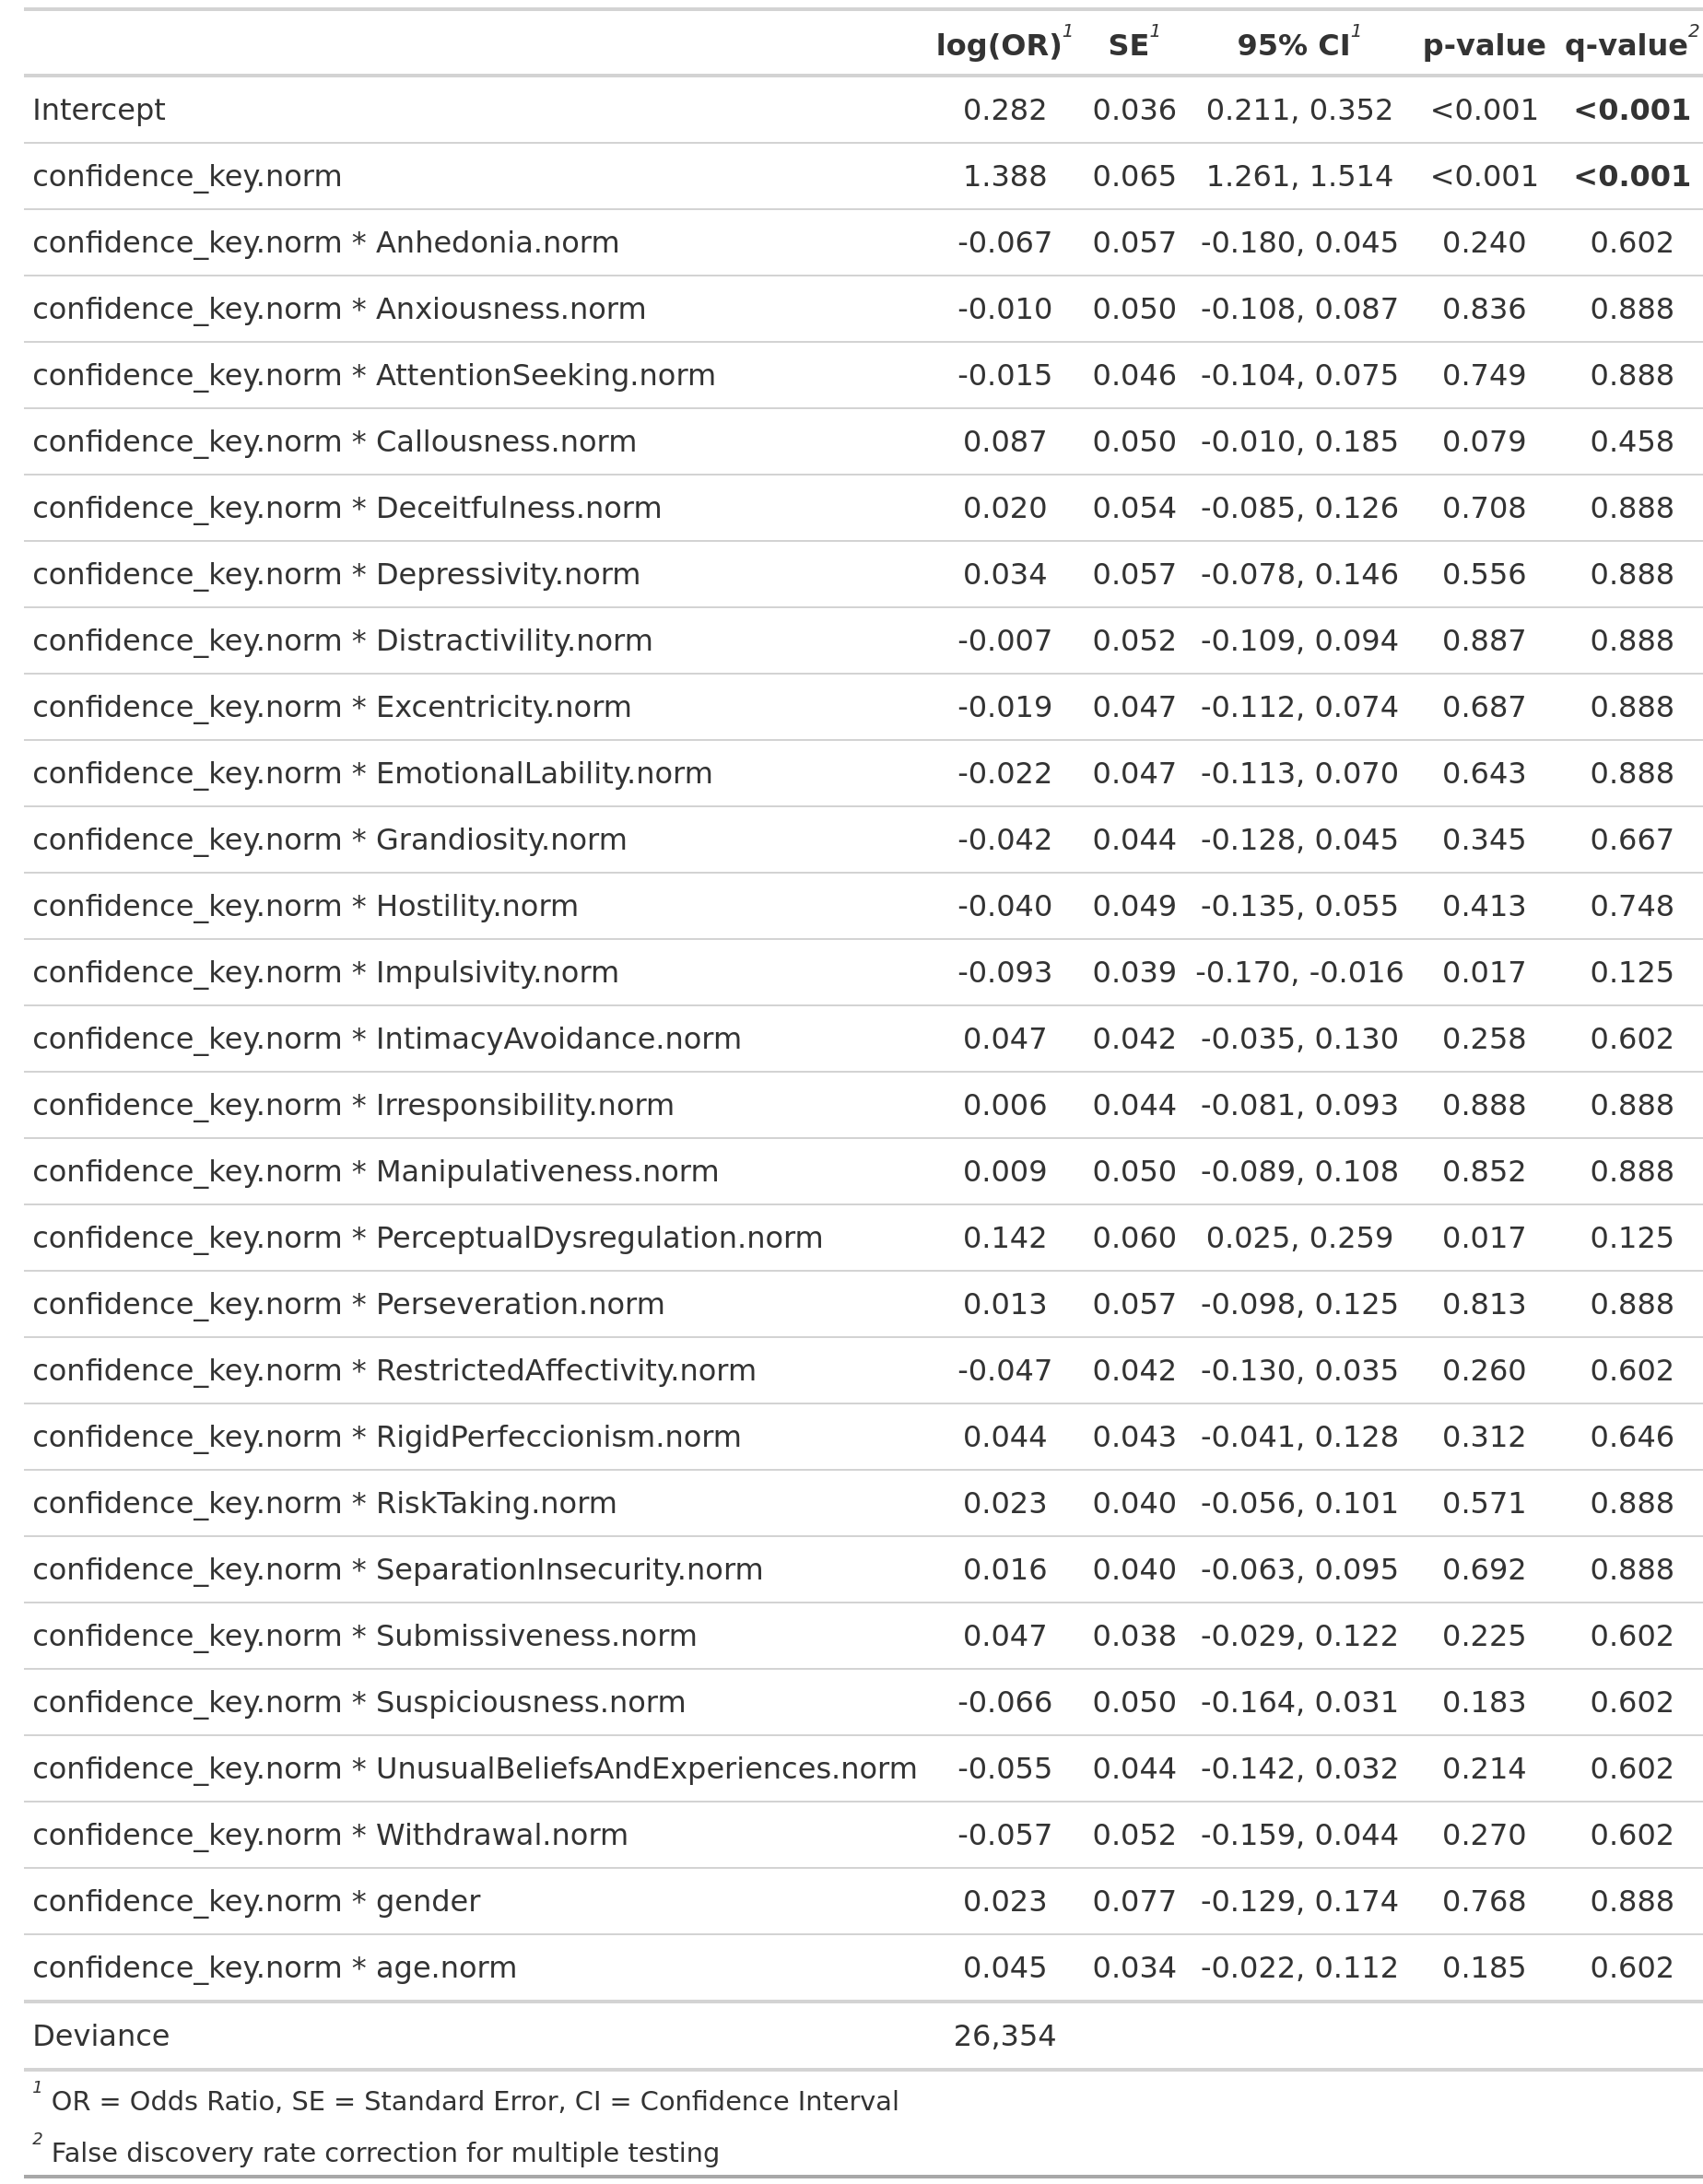 log(OR)1 SE1 95% CI1 p-value q-value2
Intercept 0.282 0.036 0.211, 0.352 <0.001 <0.001
confidence_key.norm 1.388 0.065 1.261, 1.514 <0.001 <0.001
confidence_key.norm * Anhedonia.norm -0.067 0.057 -0.180, 0.045 0.240 0.602
confidence_key.norm * Anxiousness.norm -0.010 0.050 -0.108, 0.087 0.836 0.888
confidence_key.norm * AttentionSeeking.norm -0.015 0.046 -0.104, 0.075 0.749 0.888
confidence_key.norm * Callousness.norm 0.087 0.050 -0.010, 0.185 0.079 0.458
confidence_key.norm * Deceitfulness.norm 0.020 0.054 -0.085, 0.126 0.708 0.888
confidence_key.norm * Depressivity.norm 0.034 0.057 -0.078, 0.146 0.556 0.888
confidence_key.norm * Distractivility.norm -0.007 0.052 -0.109, 0.094 0.887 0.888
confidence_key.norm * Excentricity.norm -0.019 0.047 -0.112, 0.074 0.687 0.888
confidence_key.norm * EmotionalLability.norm -0.022 0.047 -0.113, 0.070 0.643 0.888
confidence_key.norm * Grandiosity.norm -0.042 0.044 -0.128, 0.045 0.345 0.667
confidence_key.norm * Hostility.norm -0.040 0.049 -0.135, 0.055 0.413 0.748
confidence_key.norm * Impulsivity.norm -0.093 0.039 -0.170, -0.016 0.017 0.125
confidence_key.norm * IntimacyAvoidance.norm 0.047 0.042 -0.035, 0.130 0.258 0.602
confidence_key.norm * Irresponsibility.norm 0.006 0.044 -0.081, 0.093 0.888 0.888
confidence_key.norm * Manipulativeness.norm 0.009 0.050 -0.089, 0.108 0.852 0.888
confidence_key.norm * PerceptualDysregulation.norm 0.142 0.060 0.025, 0.259 0.017 0.125
confidence_key.norm * Perseveration.norm 0.013 0.057 -0.098, 0.125 0.813 0.888
confidence_key.norm * RestrictedAffectivity.norm -0.047 0.042 -0.130, 0.035 0.260 0.602
confidence_key.norm * RigidPerfeccionism.norm 0.044 0.043 -0.041, 0.128 0.312 0.646
confidence_key.norm * RiskTaking.norm 0.023 0.040 -0.056, 0.101 0.571 0.888
confidence_key.norm * SeparationInsecurity.norm 0.016 0.040 -0.063, 0.095 0.692 0.888
confidence_key.norm * Submissiveness.norm 0.047 0.038 -0.029, 0.122 0.225 0.602
confidence_key.norm * Suspiciousness.norm -0.066 0.050 -0.164, 0.031 0.183 0.602
confidence_key.norm * UnusualBeliefsAndExperiences.norm -0.055 0.044 -0.142, 0.032 0.214 0.602
confidence_key.norm * Withdrawal.norm -0.057 0.052 -0.159, 0.044 0.270 0.602
confidence_key.norm * gender 0.023 0.077 -0.129, 0.174 0.768 0.888
confidence_key.norm * age.norm 0.045 0.034 -0.022, 0.112 0.185 0.602
Deviance 26,354
1 OR = Odds Ratio, SE = Standard Error, CI = Confidence Interval
2 False discovery rate correction for multiple testing